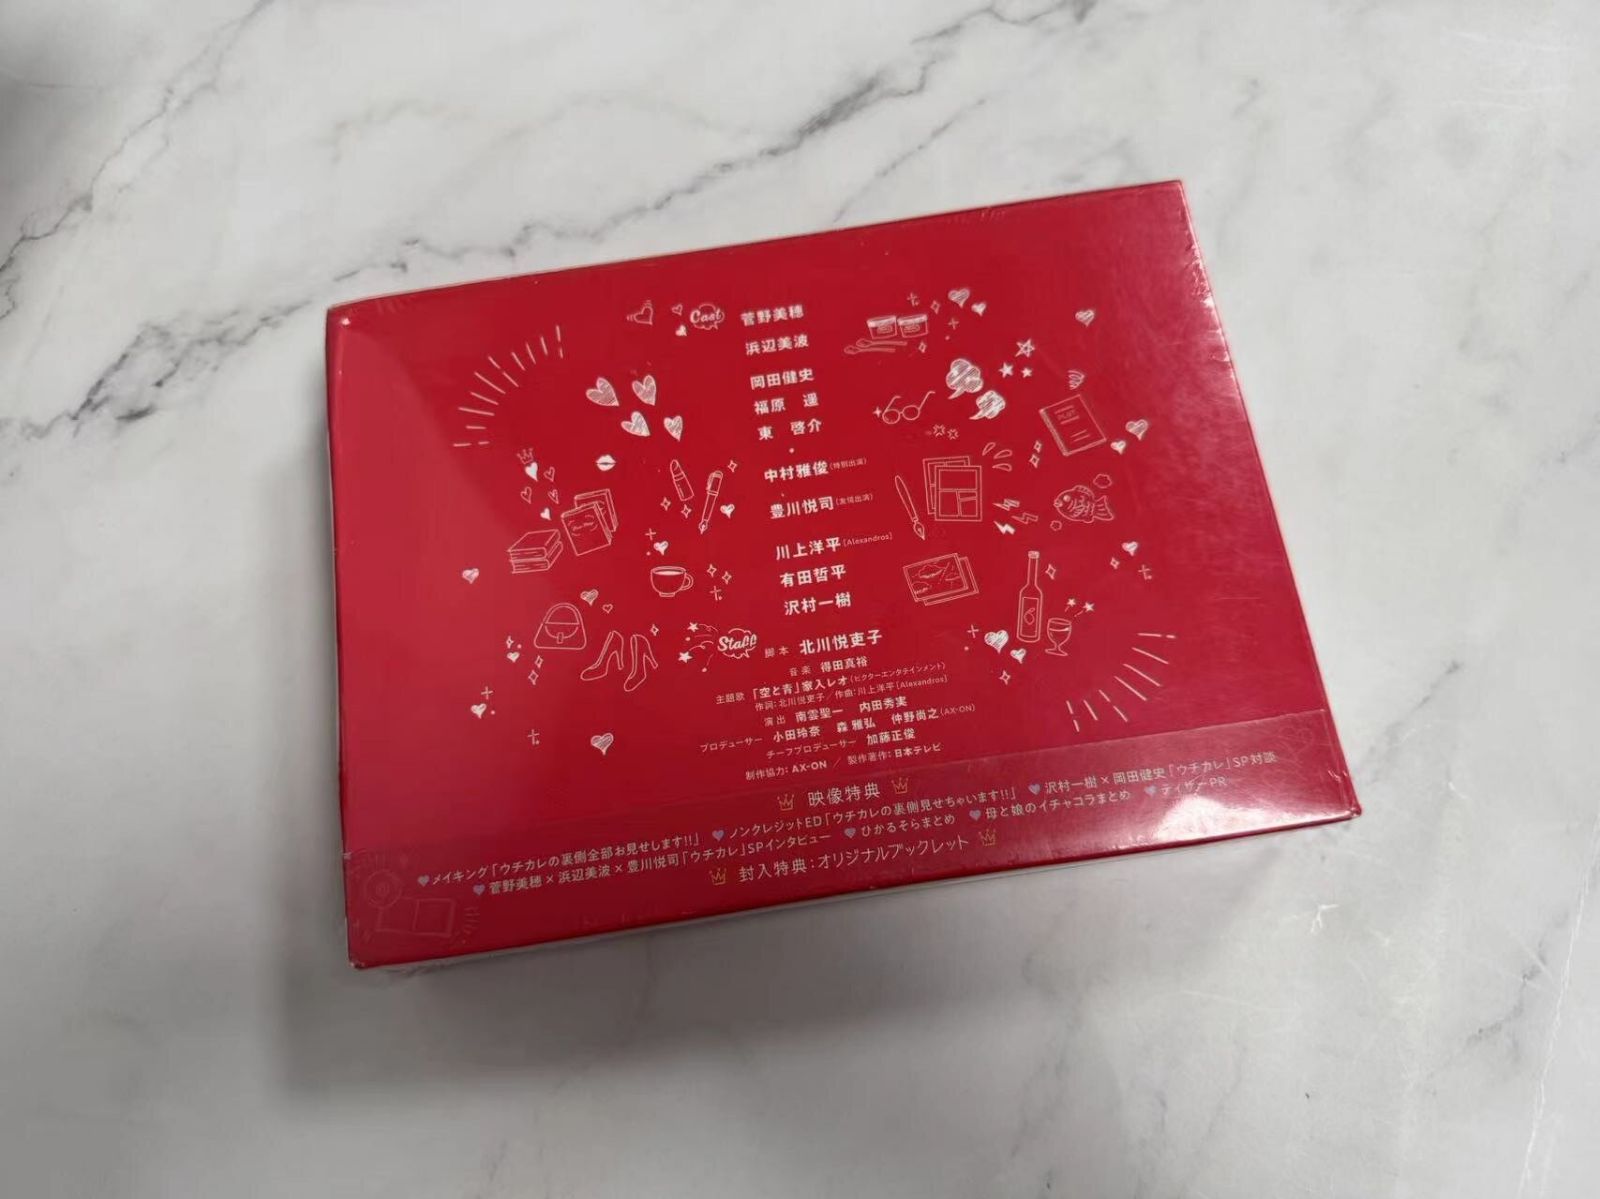 Cast
菅野美穂
浜辺美波
岡田健史
福原 遥
東 啓介
中村雅俊(特別出演)
豊川悦司(友情出演)
川上洋平[Alexandros]
有田哲平
沢村一樹
Staff
脚本 北川悦吏子
音楽 得田真裕
主題歌 「空と青」家入レオ(ビクターエンタテインメント)
作詞:北川悦吏子/作曲:川上洋平[Alexandros]
演出 南雲聖一 内田秀実
プロデューサー 小田玲奈 森 雅弘 仲野尚之(AX-ON)
チーフプロデューサー 加藤正俊
制作協力:AX-ON / 製作著作:日本テレビ
映像特典
メイキング「ウチカレの裏側全部お見せします!!」 ノンクレジットED「ウチカレの裏側見せちゃいます!!」 沢村一樹×岡田健史「ウチカレ」SP対談
菅野美穂×浜辺美波×豊川悦司「ウチカレ」SPインタビュー ひかるそらまとめ 母と娘のイチャコラまとめ ティザーPR
封入特典:オリジナルブックレット